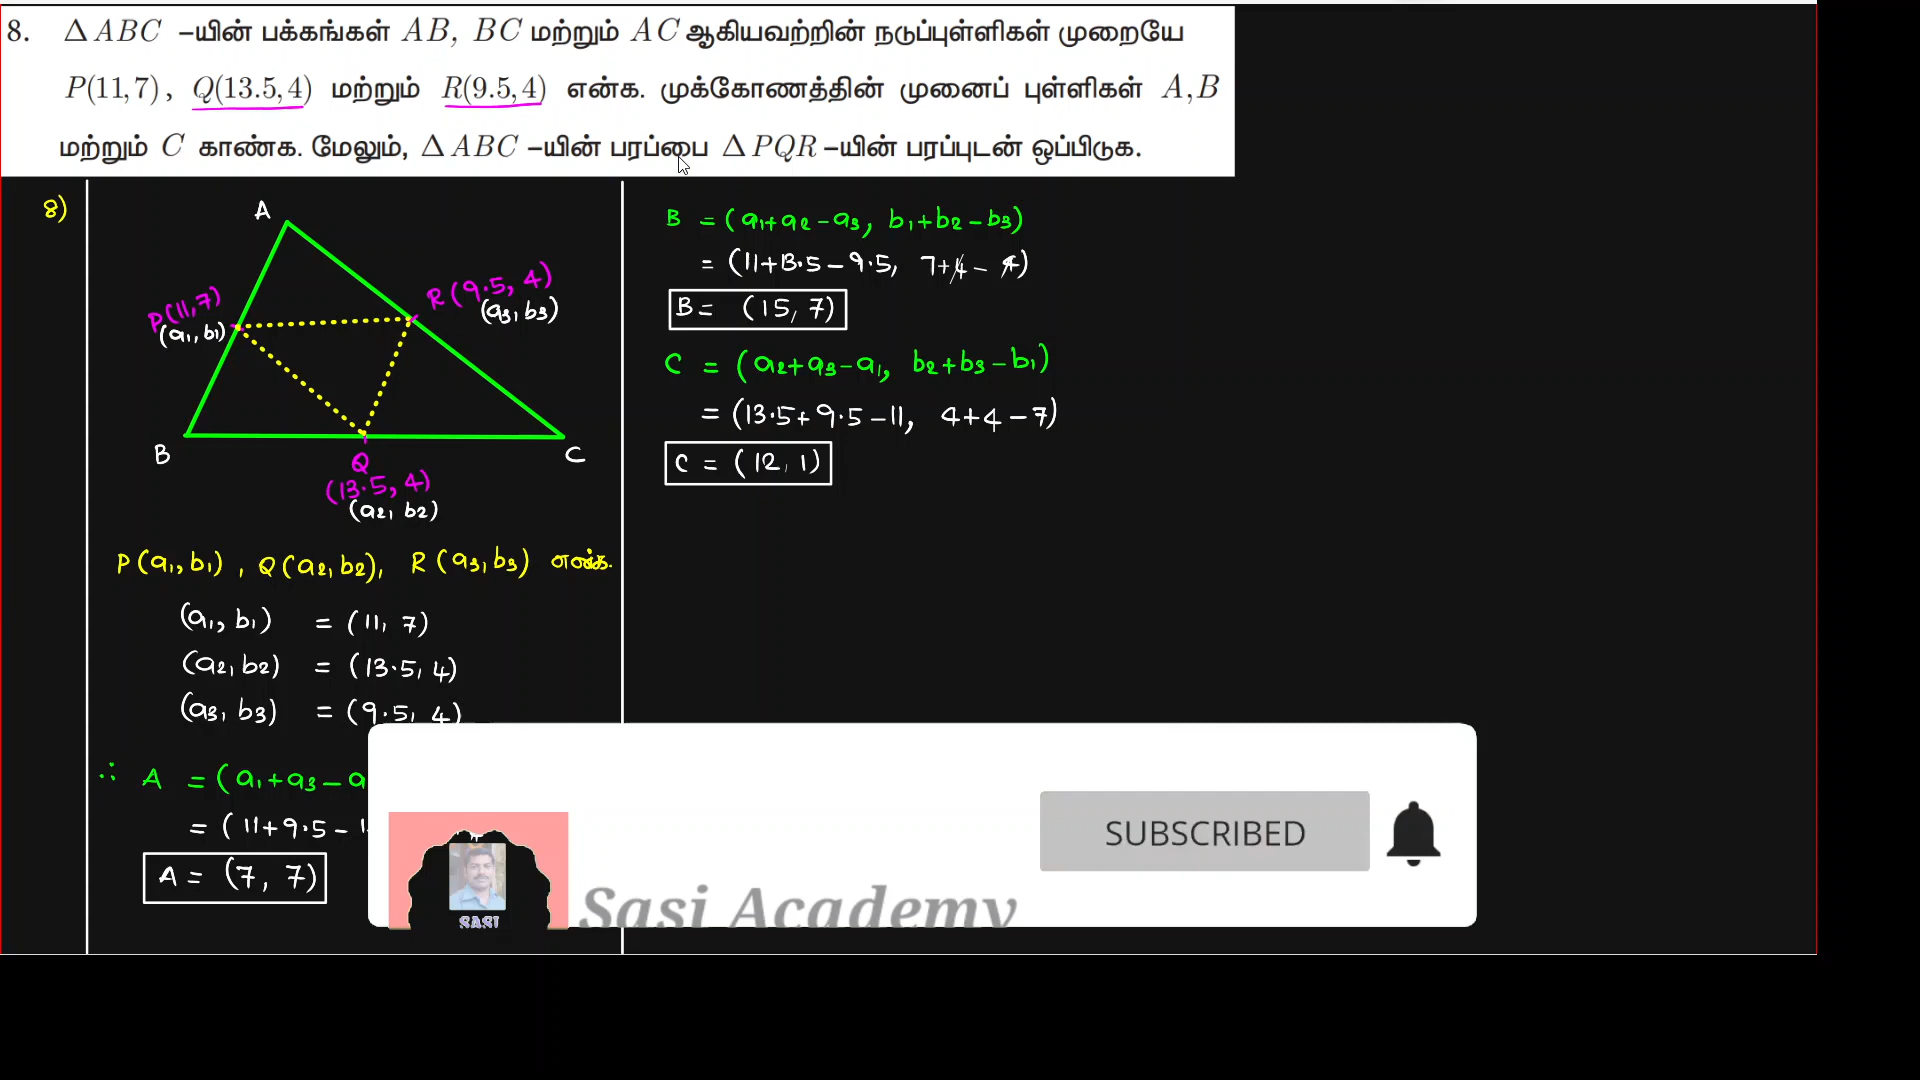 8. Δ ABC –யின் பக்கங்கள் AB, BC மற்றும் AC ஆகியவற்றின் நடுப்புள்ளிகள் முறையே
P(11,7), Q(13.5,4) மற்றும் R(9.5,4) என்க. முக்கோணத்தின் முனைப் புள்ளிகள் A,B
மற்றும் C காண்க. மேலும், Δ ABC –யின் பரப்பை Δ PQR –யின் பரப்புடன் ஒப்பிடுக.
8)
A
P(11,7)
(a₁, b₁)
R(9.5, 4)
(a₃, b₃)
B
C
Q
(13.5, 4)
(a₂, b₂)
P(a₁,b₁), Q(a₂,b₂), R(a₃,b₃) என்க.
(a₁, b₁) = (11, 7)
(a₂, b₂) = (13.5, 4)
(a₃, b₃) = (9.5, 4)
∴ A = (a₁+a₃–a
= (11+9.5–1
A = (7, 7)
B = (a₁+a₂–a₃, b₁+b₂–b₃)
= (11+13.5–9.5, 7+4–4)
B = (15, 7)
C = (a₂+a₃–a₁, b₂+b₃–b₁)
= (13.5+9.5–11, 4+4–7)
C = (12, 1)
SUBSCRIBED
SASI
Sasi Academy